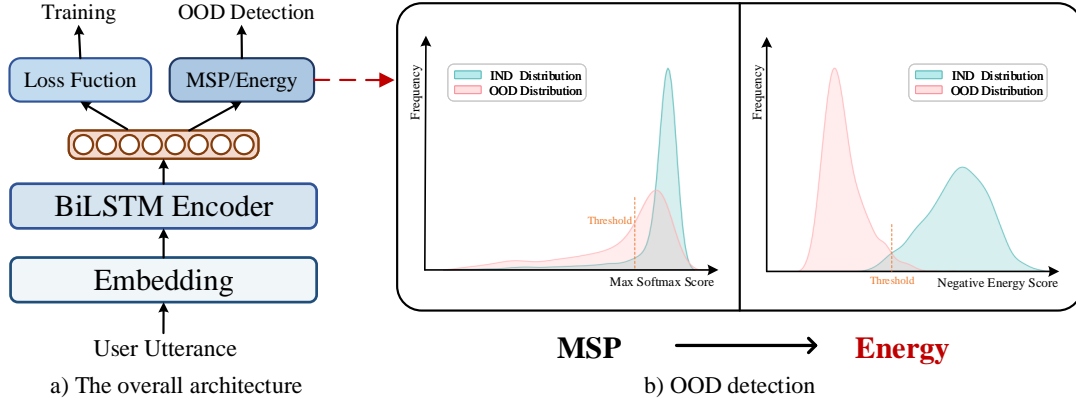 Training
OOD Detection
Loss Fuction
MSP/Energy
BiLSTM Encoder
Embedding
User Utterance
a) The overall architecture
Frequency
IND Distribution
OOD Distribution
Threshold
Max Softmax Score
Frequency
IND Distribution
OOD Distribution
Threshold
Negative Energy Score
MSP
Energy
b) OOD detection